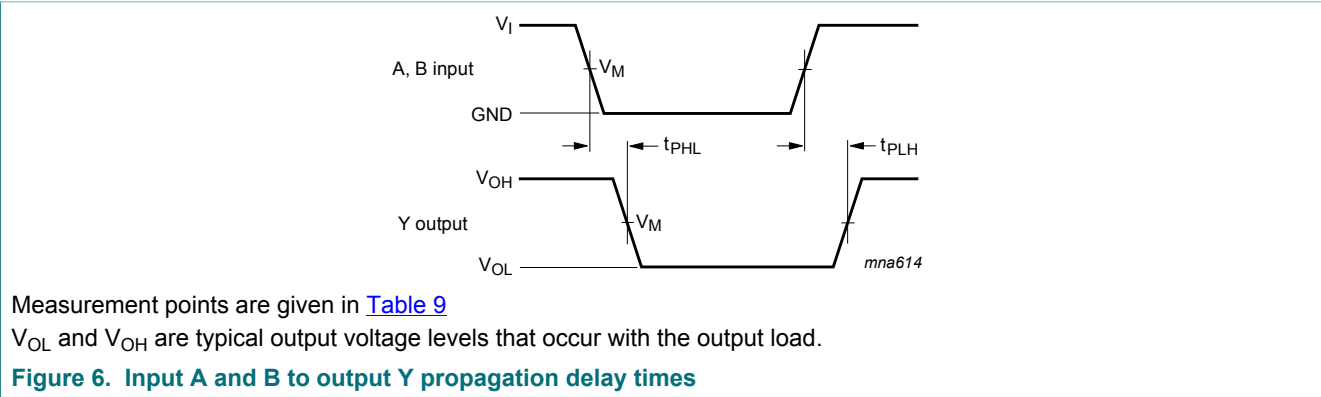 V_I
A, B input
V_M
GND
t_PHL
t_PLH
V_OH
Y output
V_M
V_OL
mna614
Measurement points are given in Table 9
V_OL and V_OH are typical output voltage levels that occur with the output load.
Figure 6. Input A and B to output Y propagation delay times